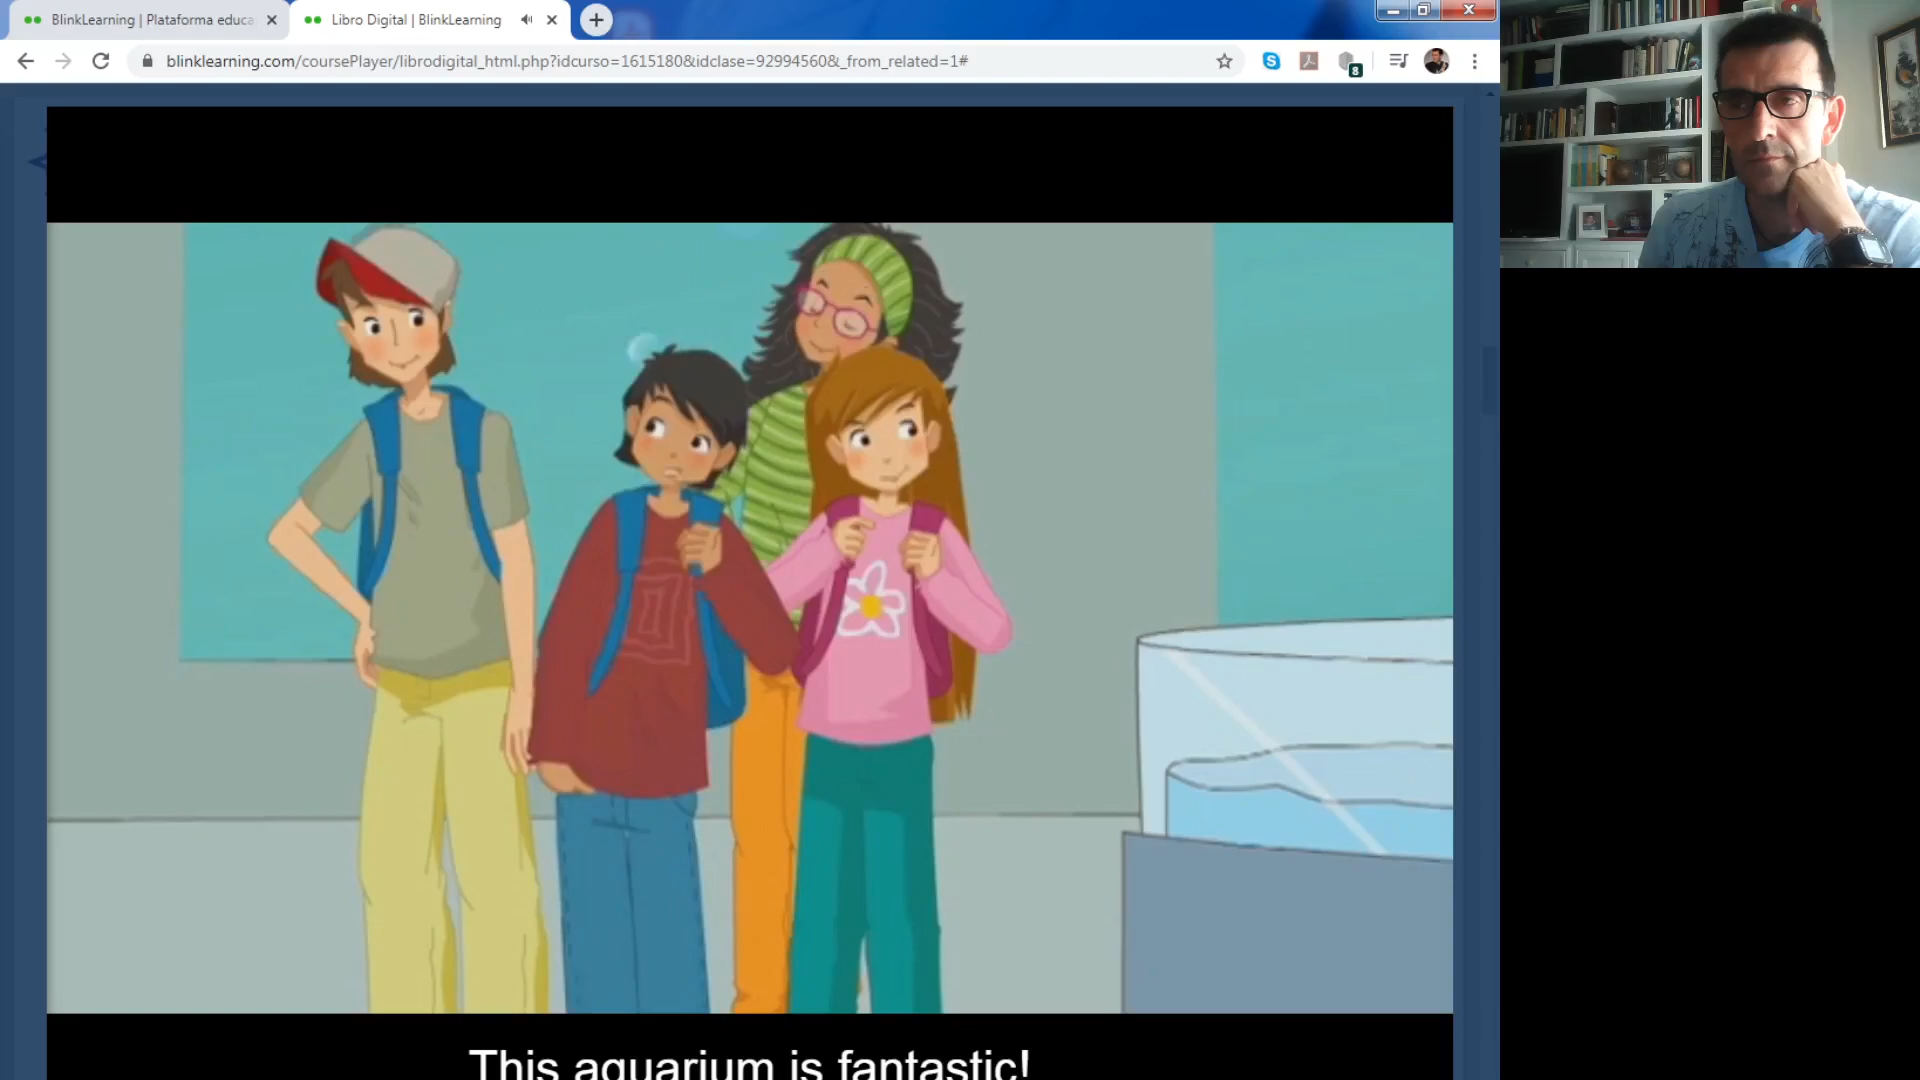 BlinkLearning | Plataforma educa
Libro Digital | BlinkLearning
blinklearning.com/coursePlayer/librodigital_html.php?idcurso=1615180&idclase=92994560&_from_related=1#
8
This aquarium is fantastic!